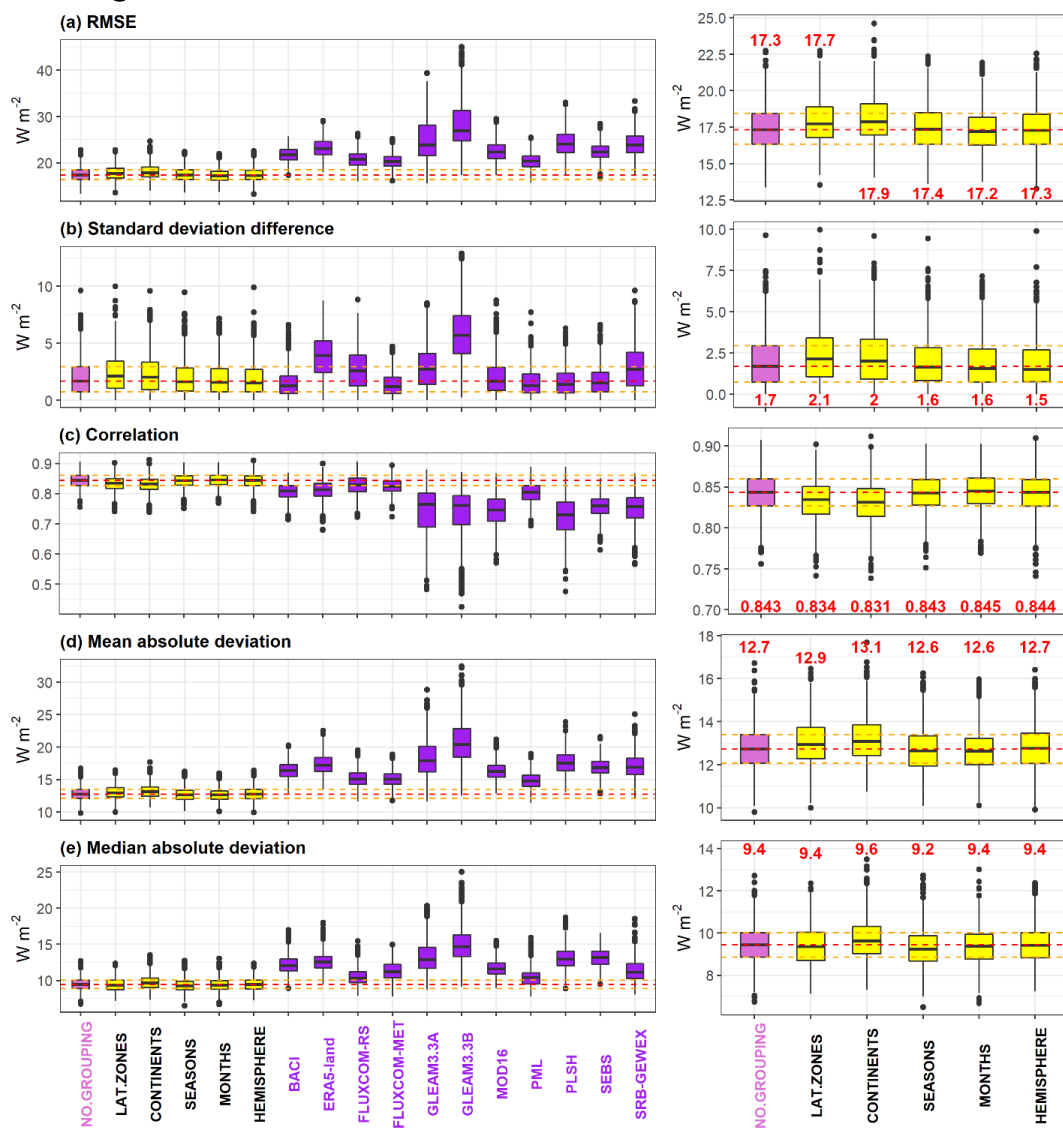 (a) RMSE
W m-2
40
30
20
25.0
22.5
20.0
17.5
15.0
12.5
W m-2
17.3
17.7
17.9
17.4
17.2
17.3
(b) Standard deviation difference
W m-2
10
5
0
10.0
7.5
5.0
2.5
0.0
W m-2
1.7
2.1
2
1.6
1.6
1.5
(c) Correlation
0.9
0.8
0.7
0.6
0.5
0.90
0.85
0.80
0.75
0.70
0.843
0.834
0.831
0.843
0.845
0.844
(d) Mean absolute deviation
W m-2
30
25
20
15
10
18
16
14
12
10
W m-2
12.7
12.9
13.1
12.6
12.6
12.7
(e) Median absolute deviation
W m-2
25
20
15
10
14
12
10
8
W m-2
9.4
9.4
9.6
9.2
9.4
9.4
NO.GROUPING
LAT.ZONES
CONTINENTS
SEASONS
MONTHS
HEMISPHERE
BACI
ERA5-land
FLUXCOM-RS
FLUXCOM-MET
GLEAM3.3A
GLEAM3.3B
MOD16
PML
PLSH
SEBS
SRB-GEWEX
NO.GROUPING
LAT.ZONES
CONTINENTS
SEASONS
MONTHS
HEMISPHERE